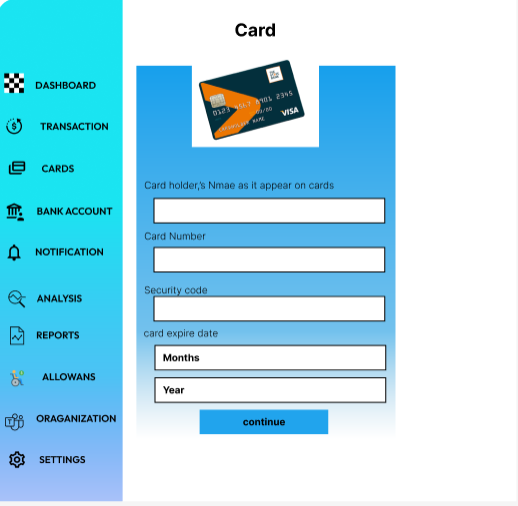 Card
DASHBOARD
TRANSACTION
CARDS
BANK ACCOUNT
NOTIFICATION
ANALYSIS
REPORTS
ALLOWANS
ORAGANIZATION
SETTINGS
2345
VISA
Card holder,'s Nmae as it appear on cards
Card Number
Security code
card expire date
Months
Year
continue